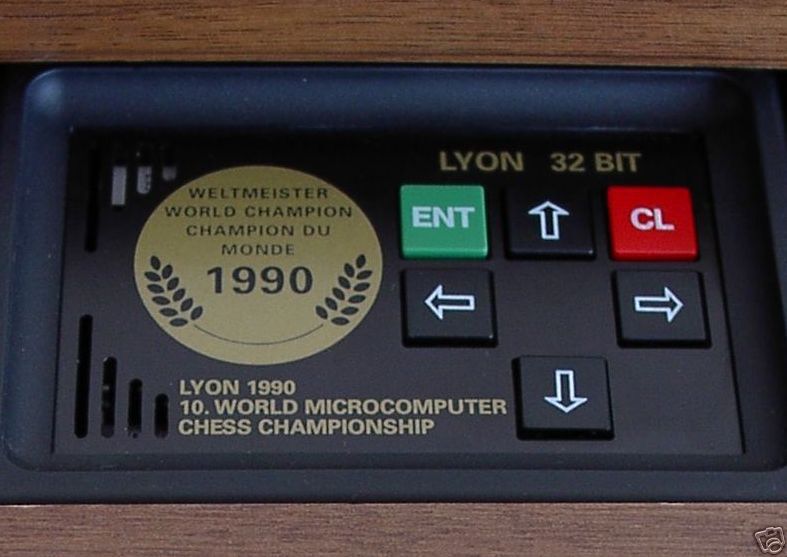 LYON 32 BIT
WELTMEISTER
WORLD CHAMPION
CHAMPION DU
MONDE
1990
ENT
CL
LYON 1990
10. WORLD MICROCOMPUTER
CHESS CHAMPIONSHIP